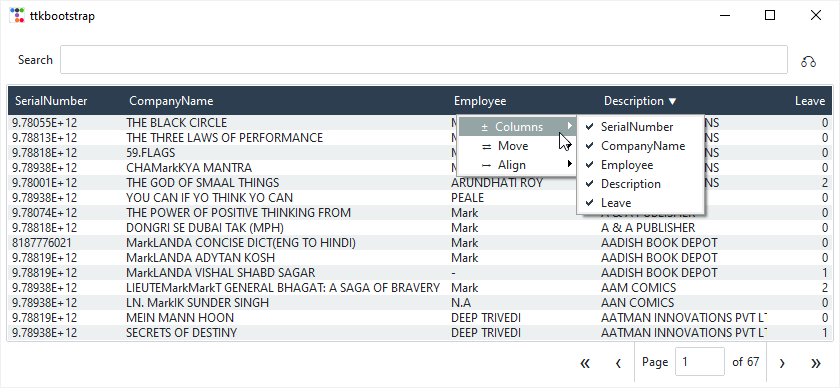 ttkbootstrap
Search
SerialNumber CompanyName Employee Description ▼ Leave
9.78055E+12 THE BLACK CIRCLE NS 0
9.78813E+12 THE THREE LAWS OF PERFORMANCE NS 0
9.78818E+12 59.FLAGS NS 0
9.78938E+12 CHAMarkKYA MANTRA NS 0
9.78001E+12 THE GOD OF SMAAL THINGS ARUNDHATI ROY NS 2
9.78938E+12 YOU CAN IF YO THINK YO CAN PEALE 0
9.78074E+12 THE POWER OF POSITIVE THINKING FROM Mark A & A PUBLISHER 0
9.78818E+12 DONGRI SE DUBAI TAK (MPH) Mark A & A PUBLISHER 0
8187776021 MarkLANDA CONCISE DICT(ENG TO HINDI) Mark AADISH BOOK DEPOT 0
9.78819E+12 MarkLANDA ADYTAN KOSH Mark AADISH BOOK DEPOT 0
9.78819E+12 MarkLANDA VISHAL SHABD SAGAR - AADISH BOOK DEPOT 1
9.78938E+12 LIEUTEMarkMarkT GENERAL BHAGAT: A SAGA OF BRAVERY Mark AAM COMICS 2
9.78938E+12 LN. MarkIK SUNDER SINGH N.A AAN COMICS 0
9.78819E+12 MEIN MANN HOON DEEP TRIVEDI AATMAN INNOVATIONS PVT LT 0
9.78938E+12 SECRETS OF DESTINY DEEP TRIVEDI AATMAN INNOVATIONS PVT LT 1
± Columns
⇄ Move
↔ Align
✔ SerialNumber
✔ CompanyName
✔ Employee
✔ Description
✔ Leave
« ‹ Page 1 of 67 › »